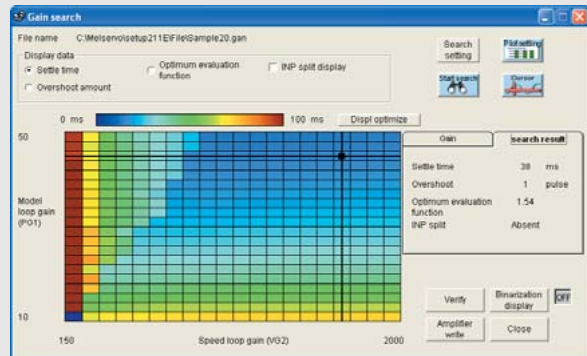 Gain search
File name C:\Melservo\setup211E\File\Sample20.gan
Display data
Settle time
Optimum evaluation function
INP split display
Overshoot amount
Search setting
Plot setting
Start search
Cursor
0 ms
100 ms
Displ optimize
50
Model loop gain (PG1)
10
150
Speed loop gain (VG2)
2000
Gain
search result
Settle time 38 ms
Overshoot 1 pulse
Optimum evaluation function 1.54
INP split Absent
Verify
Binarization display
OFF
Amplifier write
Close